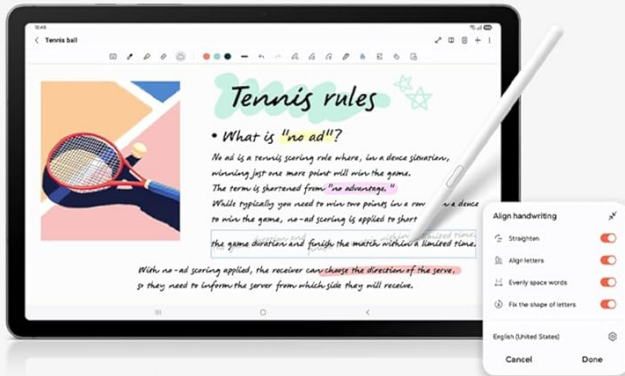 12:45
Tennis ball
Tennis rules
• What is "no ad"?
No ad is a tennis scoring rule where, in a deuce situation,
winning just one more point will win the game.
The term is shortened from "no advantage."
While typically you need to win two points in a row a deuce
to win the game, no-ad scoring is applied to short
the game duration and finish the match within a limited time.
With no-ad scoring applied, the receiver can choose the direction of the serve,
so they need to inform the server from which side they will receive.
Align handwriting
Straighten
Align letters
Evenly space words
Fix the shape of letters
English (United States)
Cancel Done